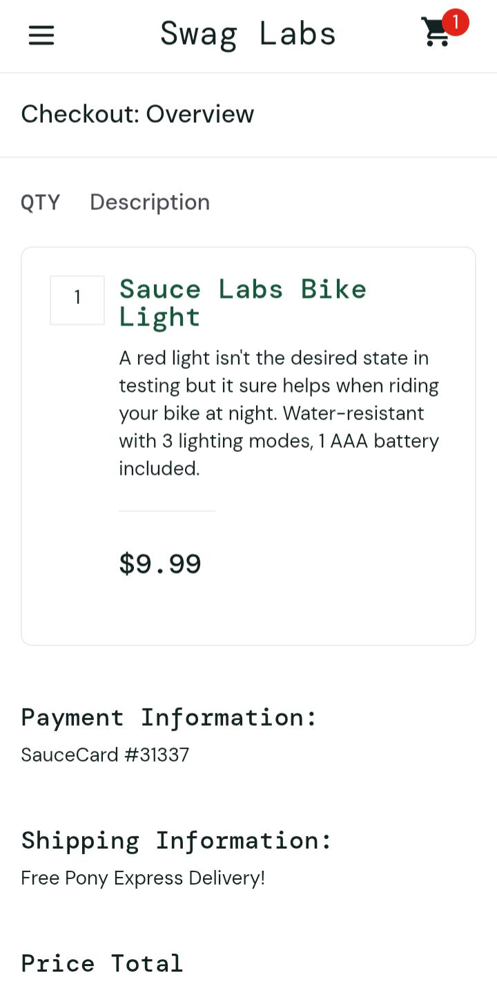 Swag Labs
1
Checkout: Overview
QTY Description
1
Sauce Labs Bike
Light
A red light isn't the desired state in
testing but it sure helps when riding
your bike at night. Water-resistant
with 3 lighting modes, 1 AAA battery
included.
$9.99
Payment Information:
SauceCard #31337
Shipping Information:
Free Pony Express Delivery!
Price Total